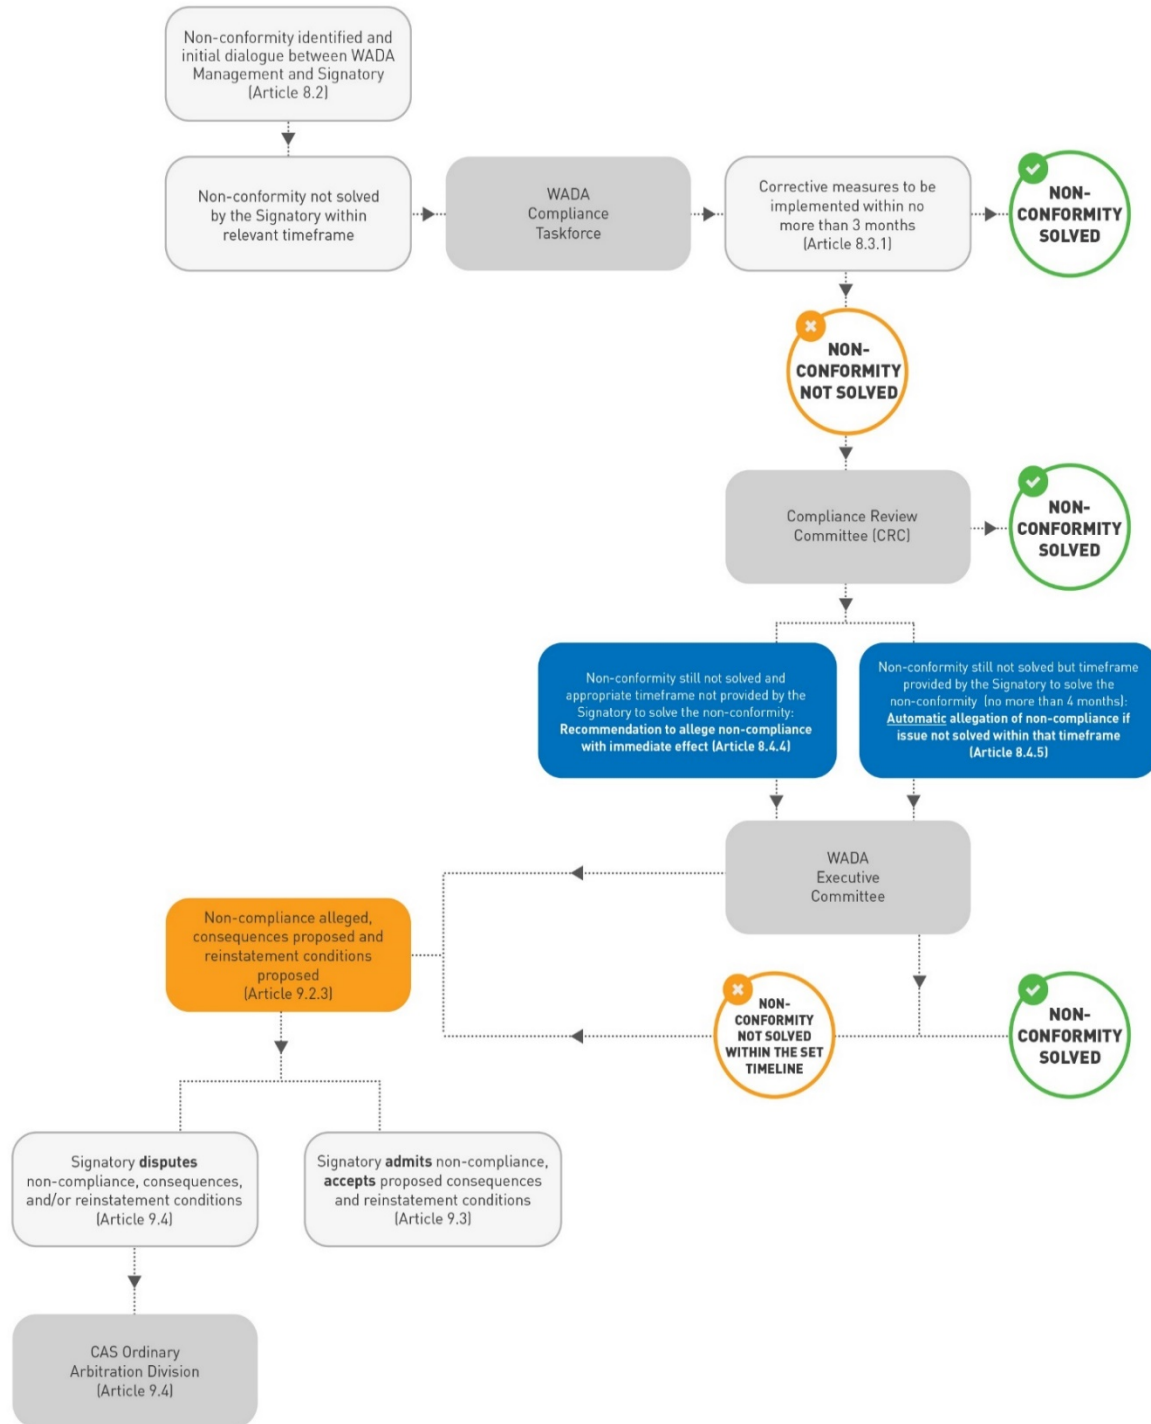 Non-conformity identified and
initial dialogue between WADA
Management and Signatory
(Article 8.2)
Non-conformity not solved
by the Signatory within
relevant timeframe
WADA
Compliance
Taskforce
Corrective measures to be
implemented within no
more than 3 months
(Article 8.3.1)
NON-
CONFORMITY
SOLVED
NON-
CONFORMITY
NOT SOLVED
Compliance Review
Committee (CRC)
NON-
CONFORMITY
SOLVED
Non-conformity still not solved and
appropriate timeframe not provided by the
Signatory to solve the non-conformity:
Recommendation to allege non-compliance
with immediate effect (Article 8.4.4)
Non-conformity still not solved but timeframe
provided by the Signatory to solve the
non-conformity (no more than 4 months):
Automatic allegation of non-compliance if
issue not solved within that timeframe
(Article 8.4.5)
WADA
Executive
Committee
Non-compliance alleged,
consequences proposed and
reinstatement conditions
proposed
(Article 9.2.3)
NON-
CONFORMITY
NOT SOLVED
WITHIN THE SET
TIMELINE
NON-
CONFORMITY
SOLVED
Signatory disputes
non-compliance, consequences,
and/or reinstatement conditions
(Article 9.4)
Signatory admits non-compliance,
accepts proposed consequences
and reinstatement conditions
(Article 9.3)
CAS Ordinary
Arbitration Division
(Article 9.4)